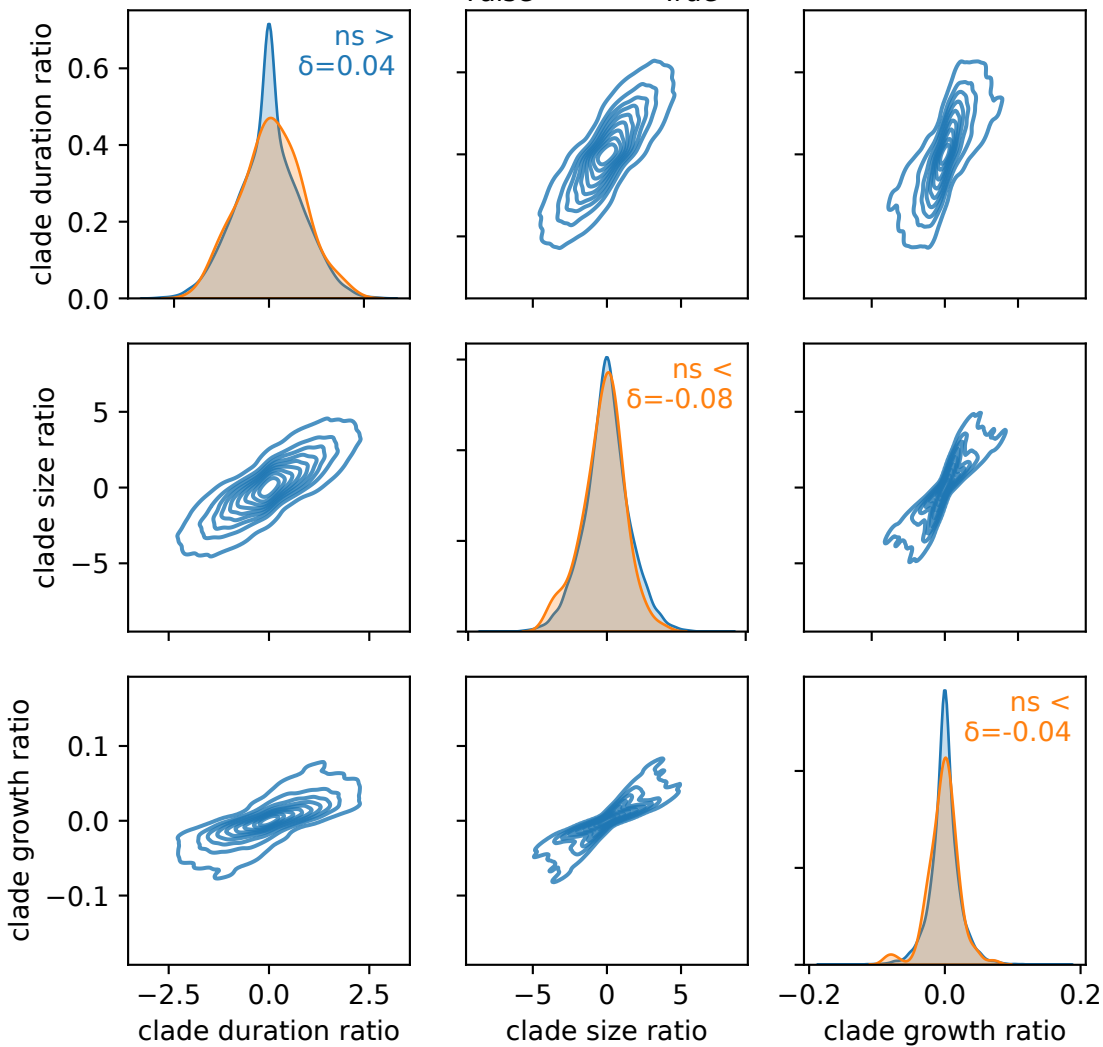 clade duration ratio
0.6
0.4
0.2
0.0
ns >
δ=0.04
clade size ratio
5
0
−5
ns <
δ=-0.08
clade growth ratio
0.1
0.0
−0.1
ns <
δ=-0.04
−2.5 0.0 2.5
−5 0 5
−0.2 0.0 0.2
clade duration ratio
clade size ratio
clade growth ratio